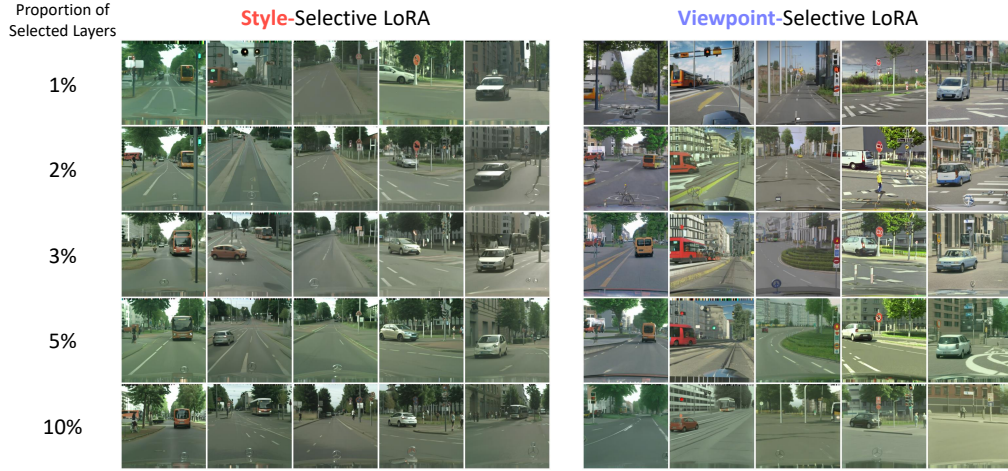 Proportion of
Selected Layers
Style-Selective LoRA
Viewpoint-Selective LoRA
1%
2%
3%
5%
10%